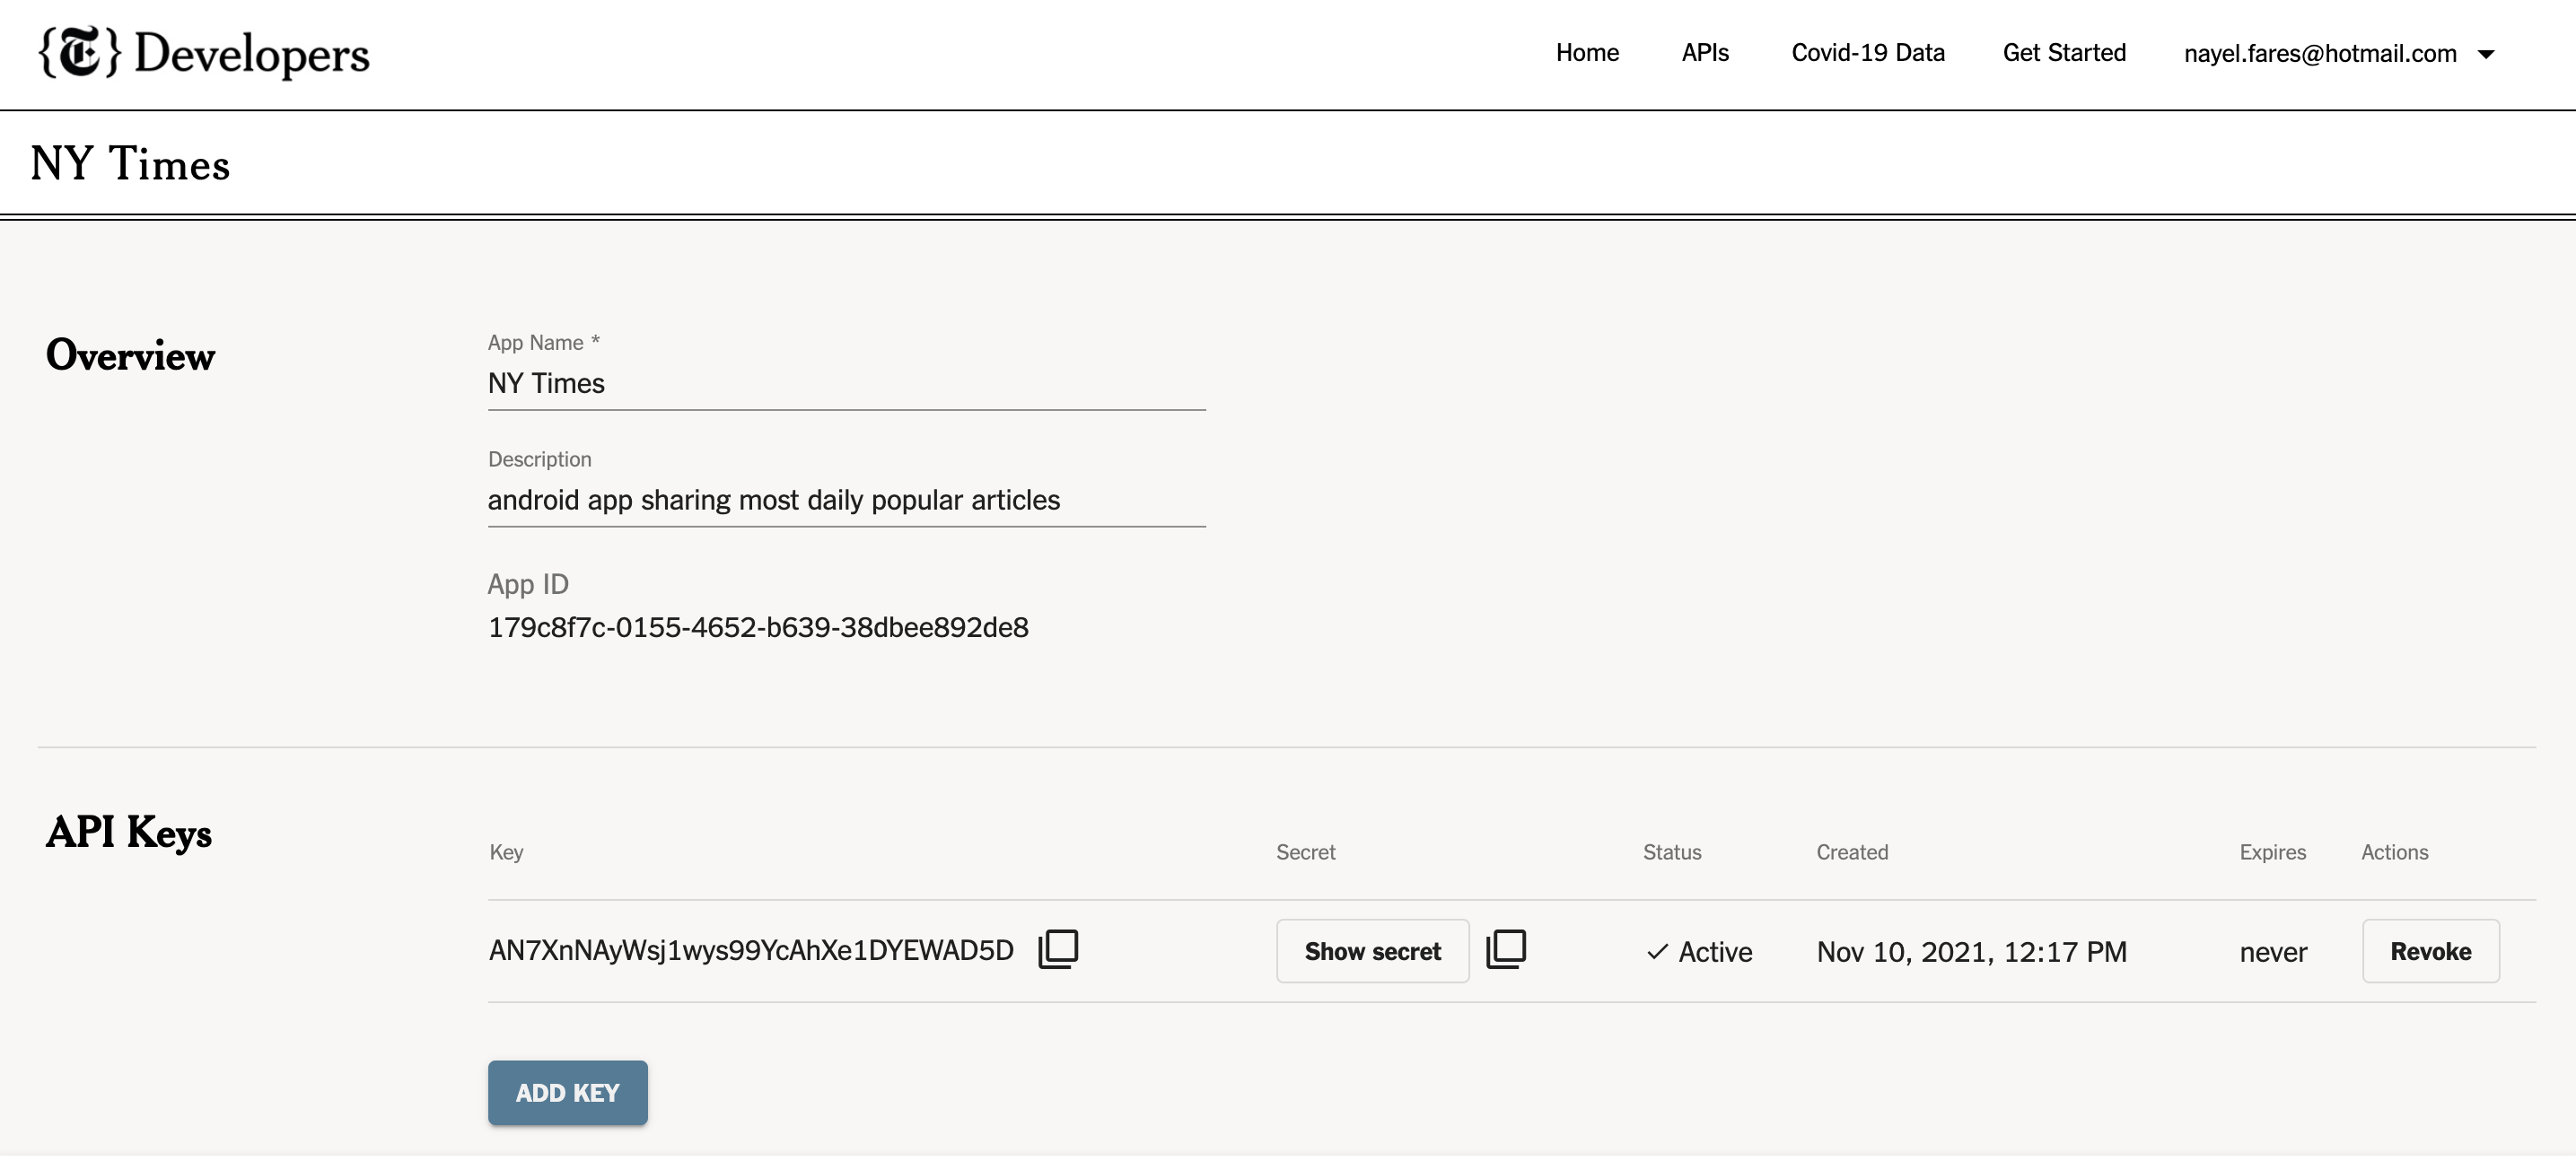 {T} Developers Home APIs Covid-19 Data Get Started nayel.fares@hotmail.com
NY Times
Overview
App Name *
NY Times
Description
android app sharing most daily popular articles
App ID
179c8f7c-0155-4652-b639-38dbee892de8
API Keys
Key Secret Status Created Expires Actions
AN7XnNAyWsj1wys99YcAhXe1DYEWAD5D Show secret Active Nov 10, 2021, 12:17 PM never Revoke
ADD KEY